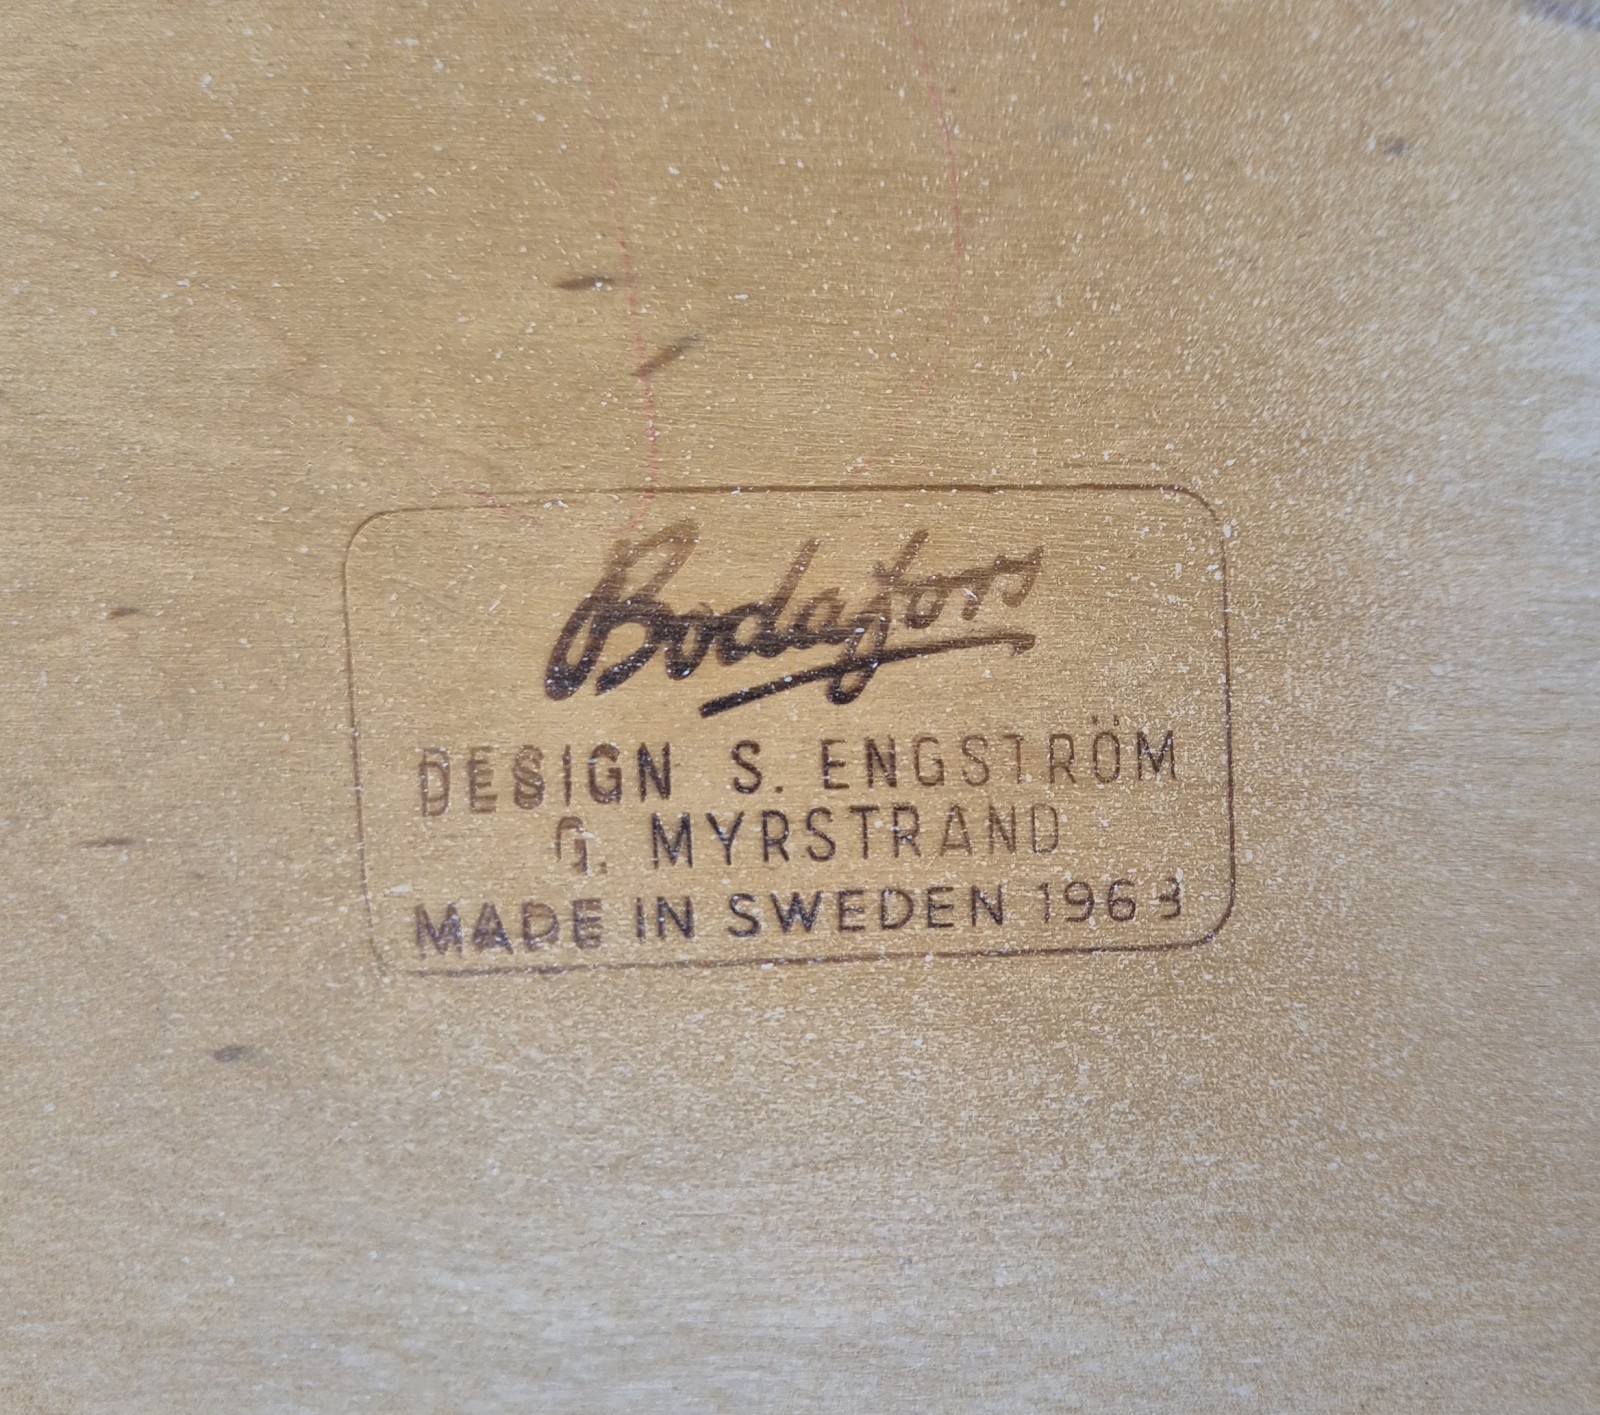 Bodafors
DESIGN S. ENGSTRÖM
G. MYRSTRAND
MADE IN SWEDEN 1963